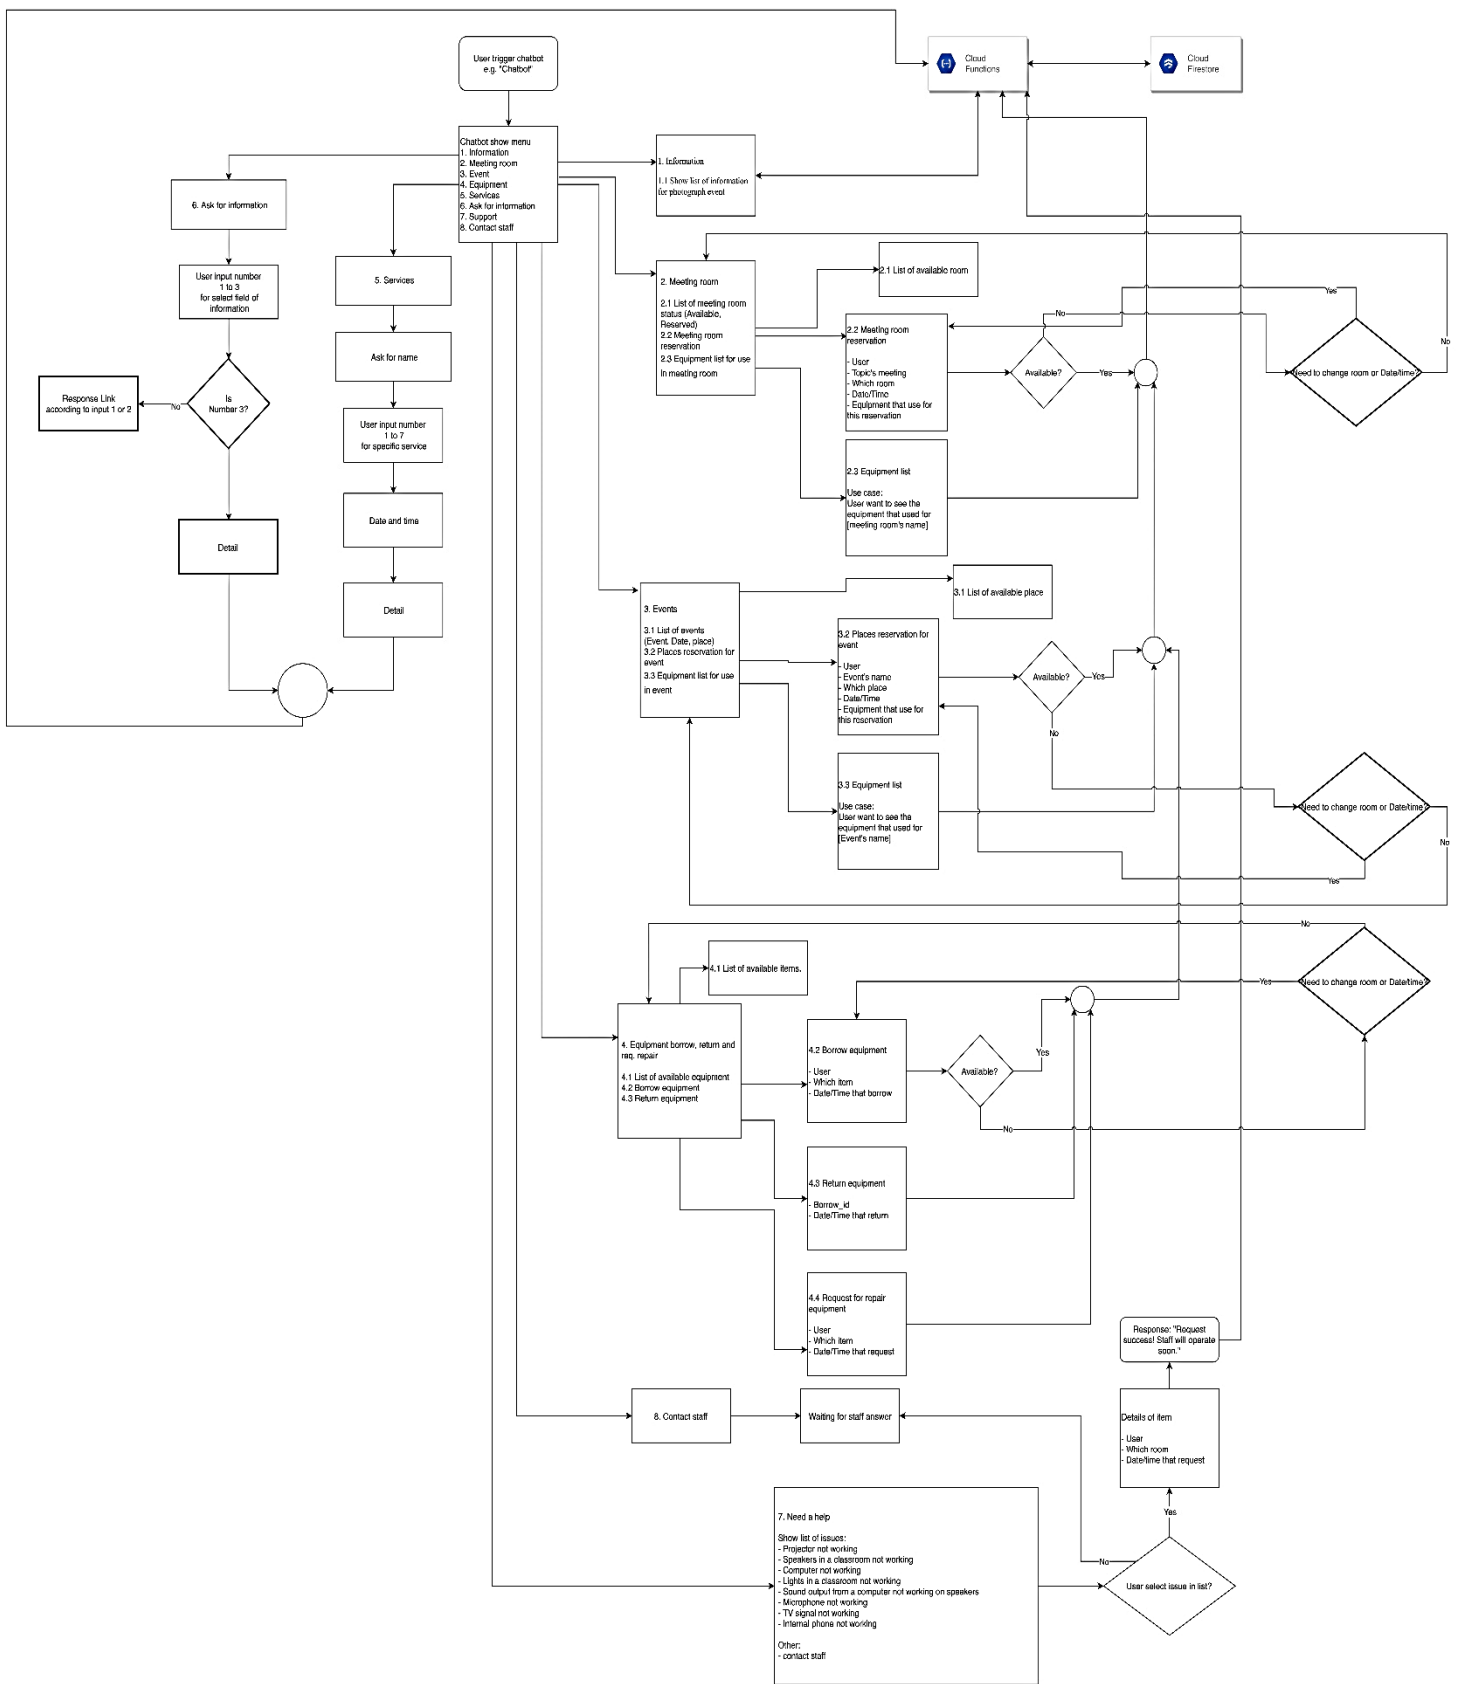 User trigger chatbot
e.g. "Chatbot"
Cloud
Functions
Cloud
Firestore
Chatbot show menu
1. Information
2. Meeting room
3. Event
4. Equipment
5. Services
6. Ask for information
7. Support
8. Contact staff
1. Information
1.1 Show list of information
for photograph event
6. Ask for information
User input number
1 to 3
for select field of
information
Is
Number 3?
No
Response Link
according to input 1 or 2
Detail
5. Services
Ask for name
User input number
1 to 7
for specific service
Date and time
Detail
2. Meeting room
2.1 List of meeting room
status (Available,
Reserved)
2.2 Meeting room
reservation
2.3 Equipment list for use
in meeting room
2.1 List of available room
2.2 Meeting room
reservation
- User
- Topic's meeting
- Which room
- Date/Time
- Equipment that use for
this reservation
Available?
Yes
No
Need to change room or Date/time?
Yes
No
2.3 Equipment list
Use case:
User want to see the
equipment that used for
[meeting room's name]
3. Events
3.1 List of events
(Event, Date, place)
3.2 Places reservation for
event
3.3 Equipment list for use
in event
3.1 List of available place
3.2 Places reservation for
event
- User
- Event's name
- Which place
- Date/Time
- Equipment that use for
this reservation
Available?
Yes
No
Need to change room or Date/time?
No
Yes
3.3 Equipment list
Use case:
User want to see the
equipment that used for
[Event's name]
4. Equipment borrow, return and
req. repair
4.1 List of available equipment
4.2 Borrow equipment
4.3 Return equipment
4.1 List of available items.
4.2 Borrow equipment
- User
- Which item
- Date/Time that borrow
Available?
Yes
No
Need to change room or Date/time?
No
Yes
4.3 Return equipment
- Borrow_id
- Date/Time that return
4.4 Request for repair
equipment
- User
- Which item
- Date/Time that request
8. Contact staff
Waiting for staff answer
Response: "Request
success! Staff will operate
soon."
Details of item
- User
- Which room
- Date/time that request
Yes
No
User select issue in list?
7. Need a help
Show list of issues:
- Projector not working
- Speakers in a classroom not working
- Computer not working
- Lights in a classroom not working
- Sound output from a computer not working on speakers
- Microphone not working
- TV signal not working
- Internal phone not working
Other:
- contact staff